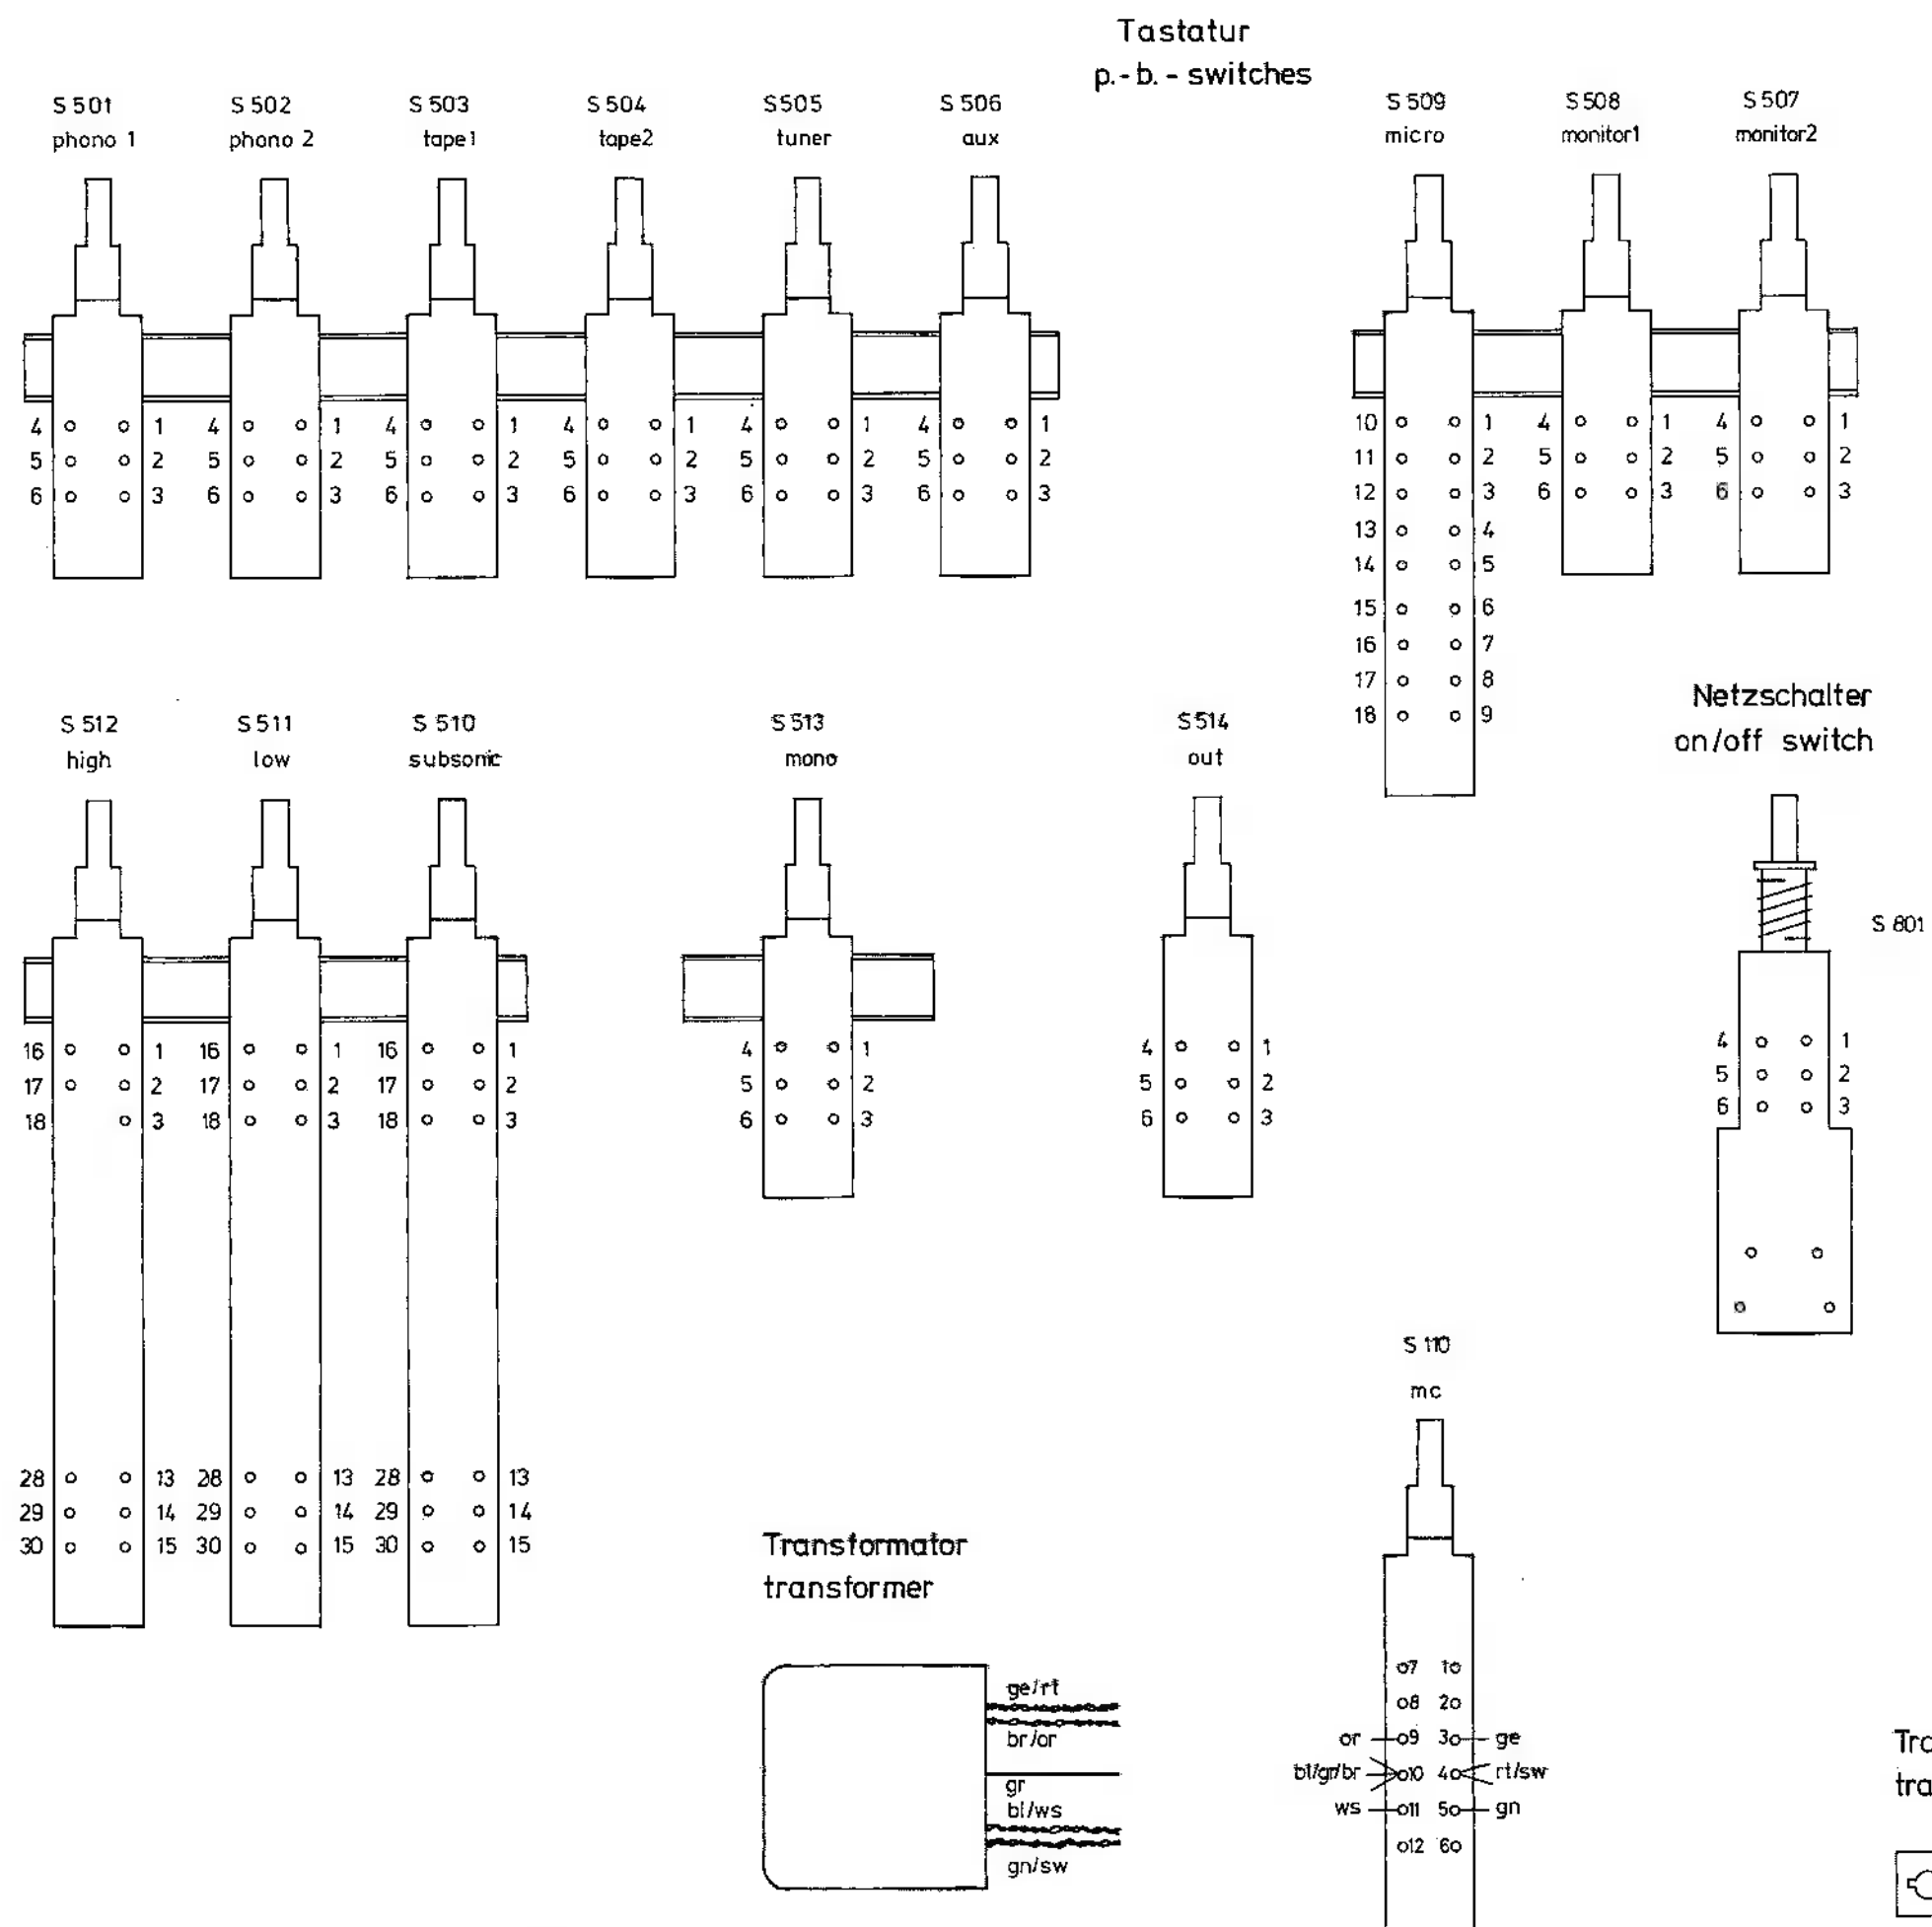 Tastatur
p.-b.- switches
S 501 S 502 S 503 S 504 S 505 S 506 S 509 S 508 S 507
phono 1 phono 2 tape1 tape2 tuner aux micro monitor1 monitor2
4 1 4 1 4 1 4 1 4 1 4 1 10 1 4 1 4 1
5 2 5 2 5 2 5 2 5 2 5 2 11 2 5 2 5 2
6 3 6 3 6 3 6 3 6 3 6 3 12 3 6 3 6 3
13 4
14 5
15 6
16 7
17 8
18 9
Netzschalter
on/off switch
S 801
4 1
5 2
6 3
S 512 S 511 S 510 S 513 S 514
high low subsonic mono out
16 1 16 1 16 1 4 1 4 1
17 2 17 2 17 2 5 2 5 2
18 3 18 3 18 3 6 3 6 3
28 13 28 13 28 13
29 14 29 14 29 14
30 15 30 15 30 15
Transformator
transformer
ge/rt
br/or
gr
bl/ws
gn/sw
S 110
mc
7 1
8 2
or 9 3 ge
bl/gr/br 10 4 rt/sw
ws 11 5 gn
12 6